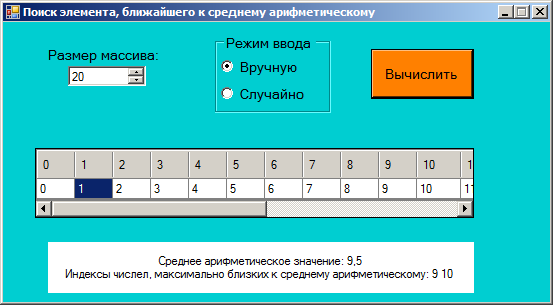 Поиск элемента, ближайшего к среднему арифметическому
Размер массива:
20
Режим ввода
Вручную
Случайно
Вычислить
0 1 2 3 4 5 6 7 8 9 10 1
0 1 2 3 4 5 6 7 8 9 10 11
Среднее арифметическое значение: 9,5
Индексы числел, максимально близких к среднему арифметическому: 9 10